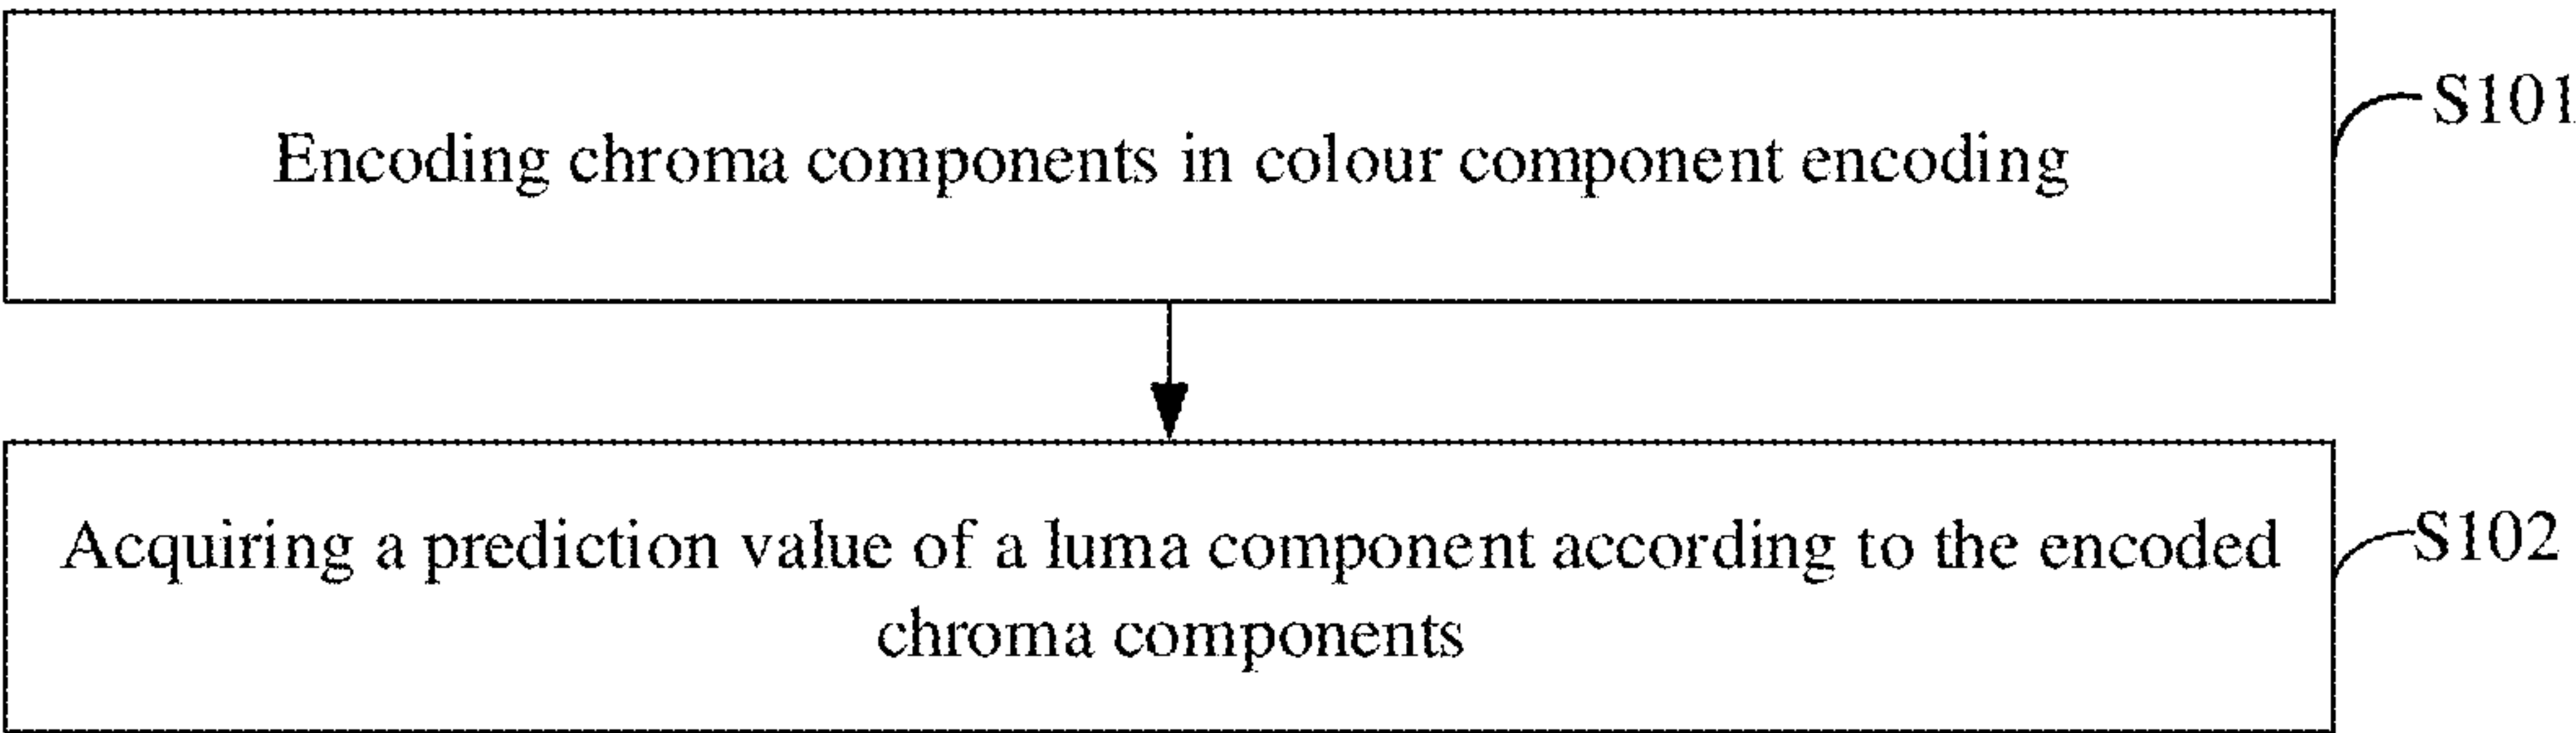 Encoding chroma components in colour component encoding
S101
Acquiring a prediction value of a luma component according to the encoded
chroma components
S102